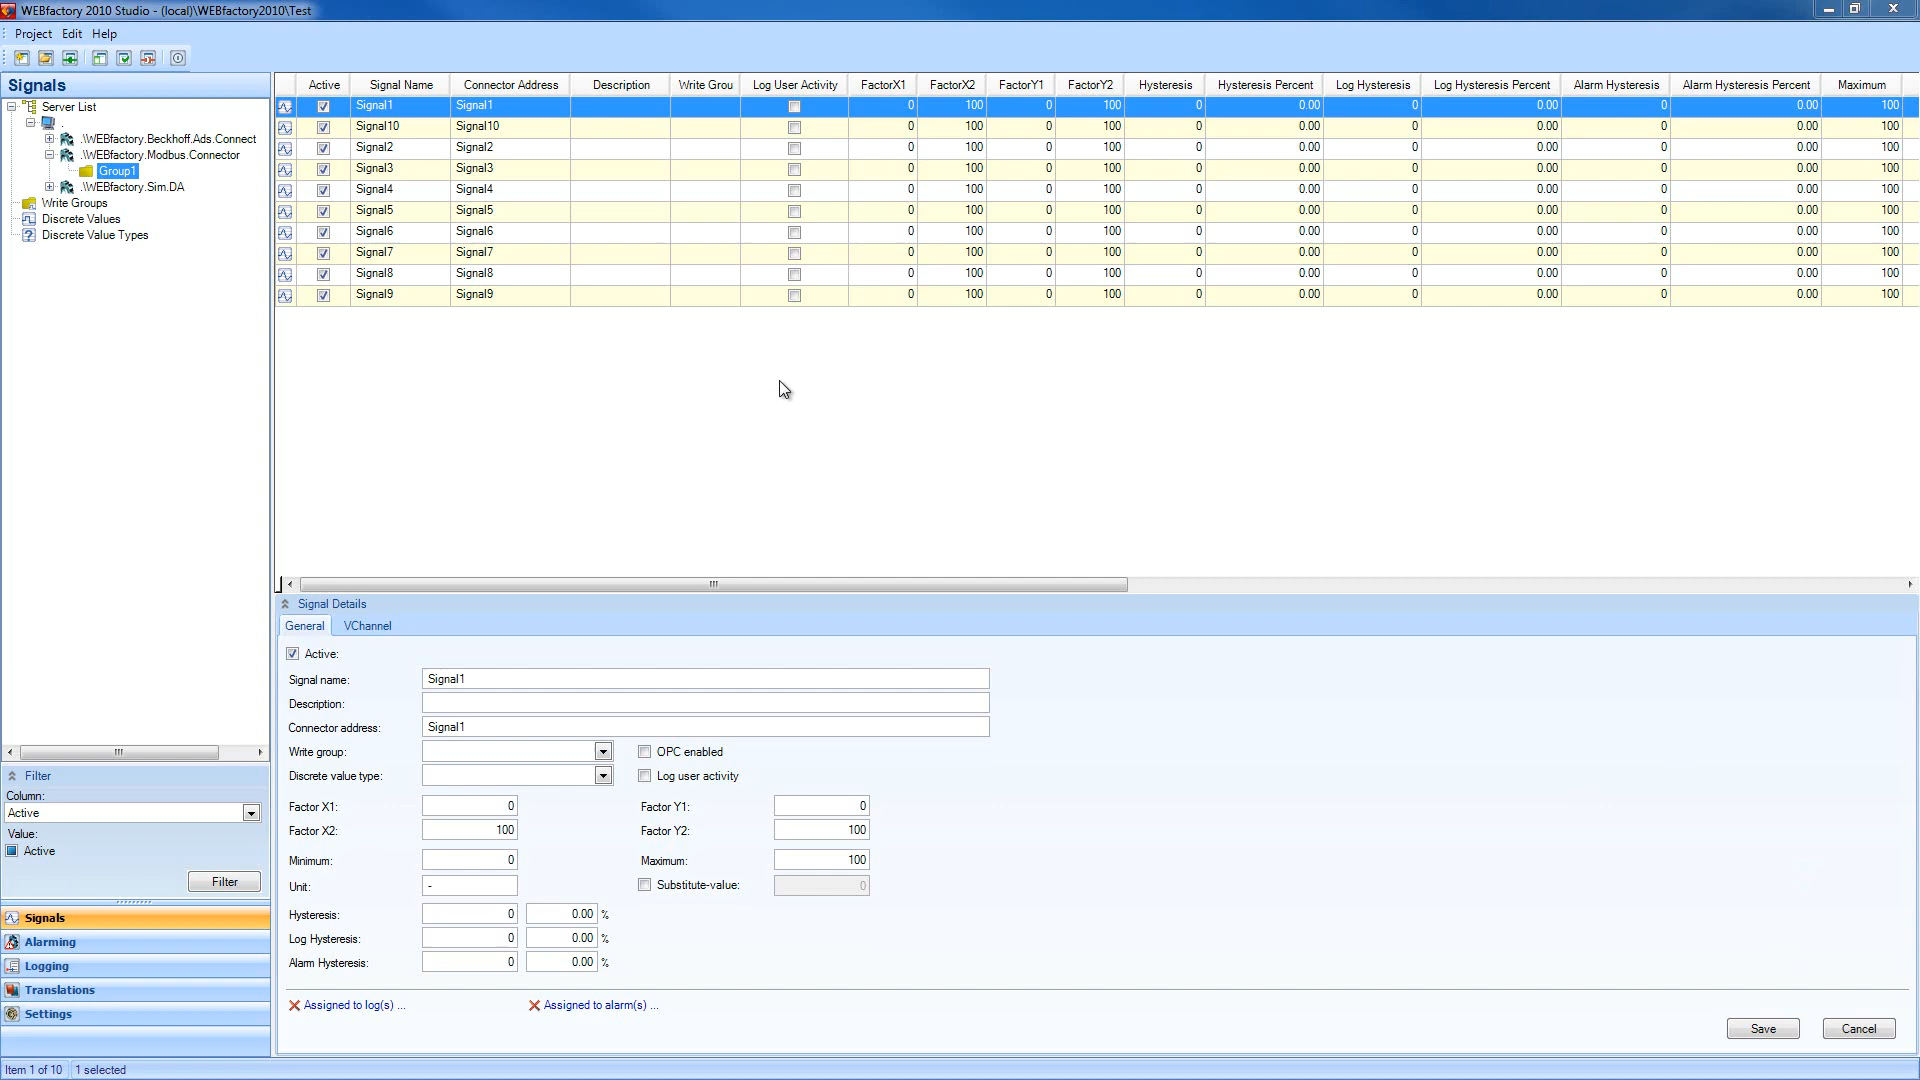 WEBfactory 2010 Studio - (local)\WEBfactory2010\Test
Project Edit Help
Signals
Server List
.
.\WEBfactory.Beckhoff.Ads.Connect
.\WEBfactory.Modbus.Connector
Group1
.\WEBfactory.Sim.DA
Write Groups
Discrete Values
Discrete Value Types
Active Signal Name Connector Address Description Write Grou Log User Activity FactorX1 FactorX2 FactorY1 FactorY2 Hysteresis Hysteresis Percent Log Hysteresis Log Hysteresis Percent Alarm Hysteresis Alarm Hysteresis Percent Maximum
Signal1 Signal1 0 100 0 100 0 0.00 0 0.00 0 0.00 100
Signal10 Signal10 0 100 0 100 0 0.00 0 0.00 0 0.00 100
Signal2 Signal2 0 100 0 100 0 0.00 0 0.00 0 0.00 100
Signal3 Signal3 0 100 0 100 0 0.00 0 0.00 0 0.00 100
Signal4 Signal4 0 100 0 100 0 0.00 0 0.00 0 0.00 100
Signal5 Signal5 0 100 0 100 0 0.00 0 0.00 0 0.00 100
Signal6 Signal6 0 100 0 100 0 0.00 0 0.00 0 0.00 100
Signal7 Signal7 0 100 0 100 0 0.00 0 0.00 0 0.00 100
Signal8 Signal8 0 100 0 100 0 0.00 0 0.00 0 0.00 100
Signal9 Signal9 0 100 0 100 0 0.00 0 0.00 0 0.00 100
Filter
Column:
Active
Value:
Active
Filter
Signals
Alarming
Logging
Translations
Settings
Signal Details
General VChannel
Active:
Signal name: Signal1
Description:
Connector address: Signal1
Write group: OPC enabled
Discrete value type: Log user activity
Factor X1: 0 Factor Y1: 0
Factor X2: 100 Factor Y2: 100
Minimum: 0 Maximum: 100
Unit: - Substitute-value: 0
Hysteresis: 0 0.00 %
Log Hysteresis: 0 0.00 %
Alarm Hysteresis: 0 0.00 %
Assigned to log(s) ... Assigned to alarm(s) ...
Save Cancel
Item 1 of 10 1 selected